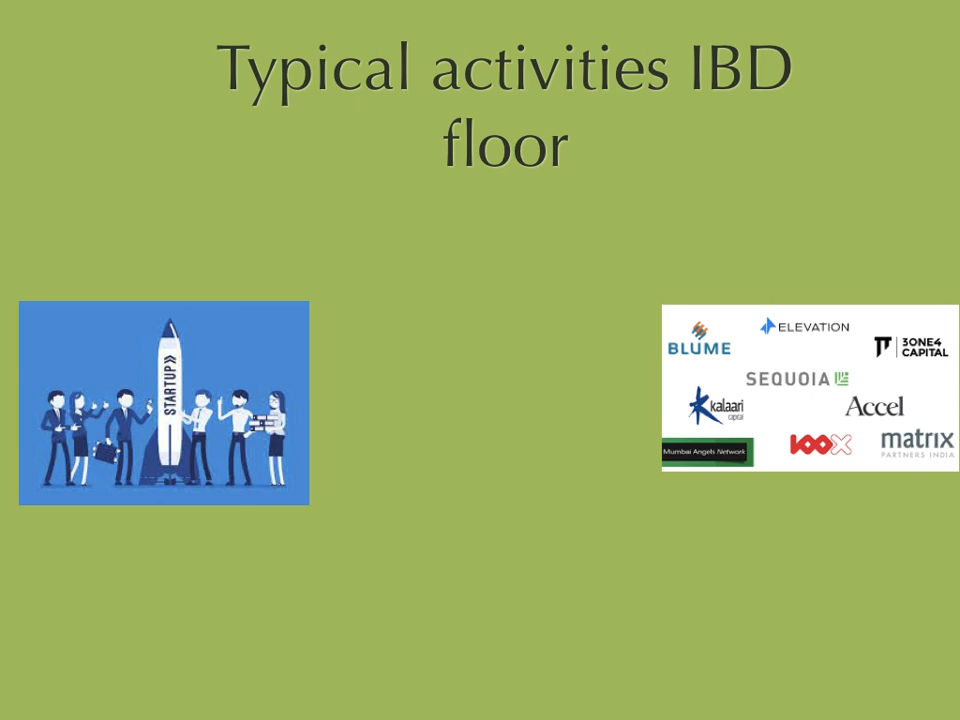 Typical activities IBD
floor
STARTUP
BLUME
ELEVATION
3ONE4
CAPITAL
SEQUOIA
kalaari
capital
Accel
Mumbai Angels Network
100X
matrix
PARTNERS INDIA